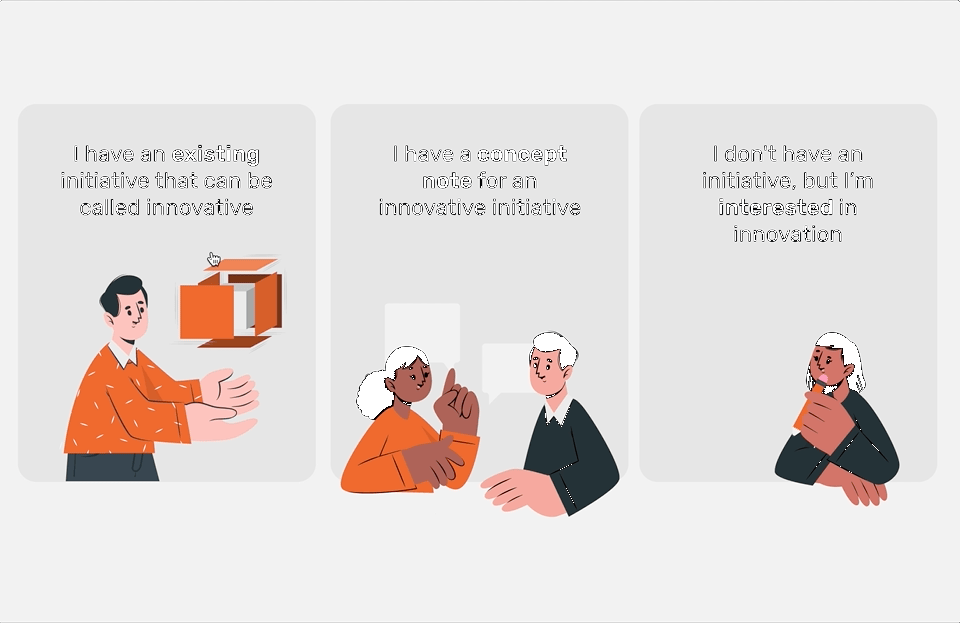 I have an existing
initiative that can be
called innovative
I have a concept
note for an
innovative initiative
I don't have an
initiative, but I'm
interested in
innovation